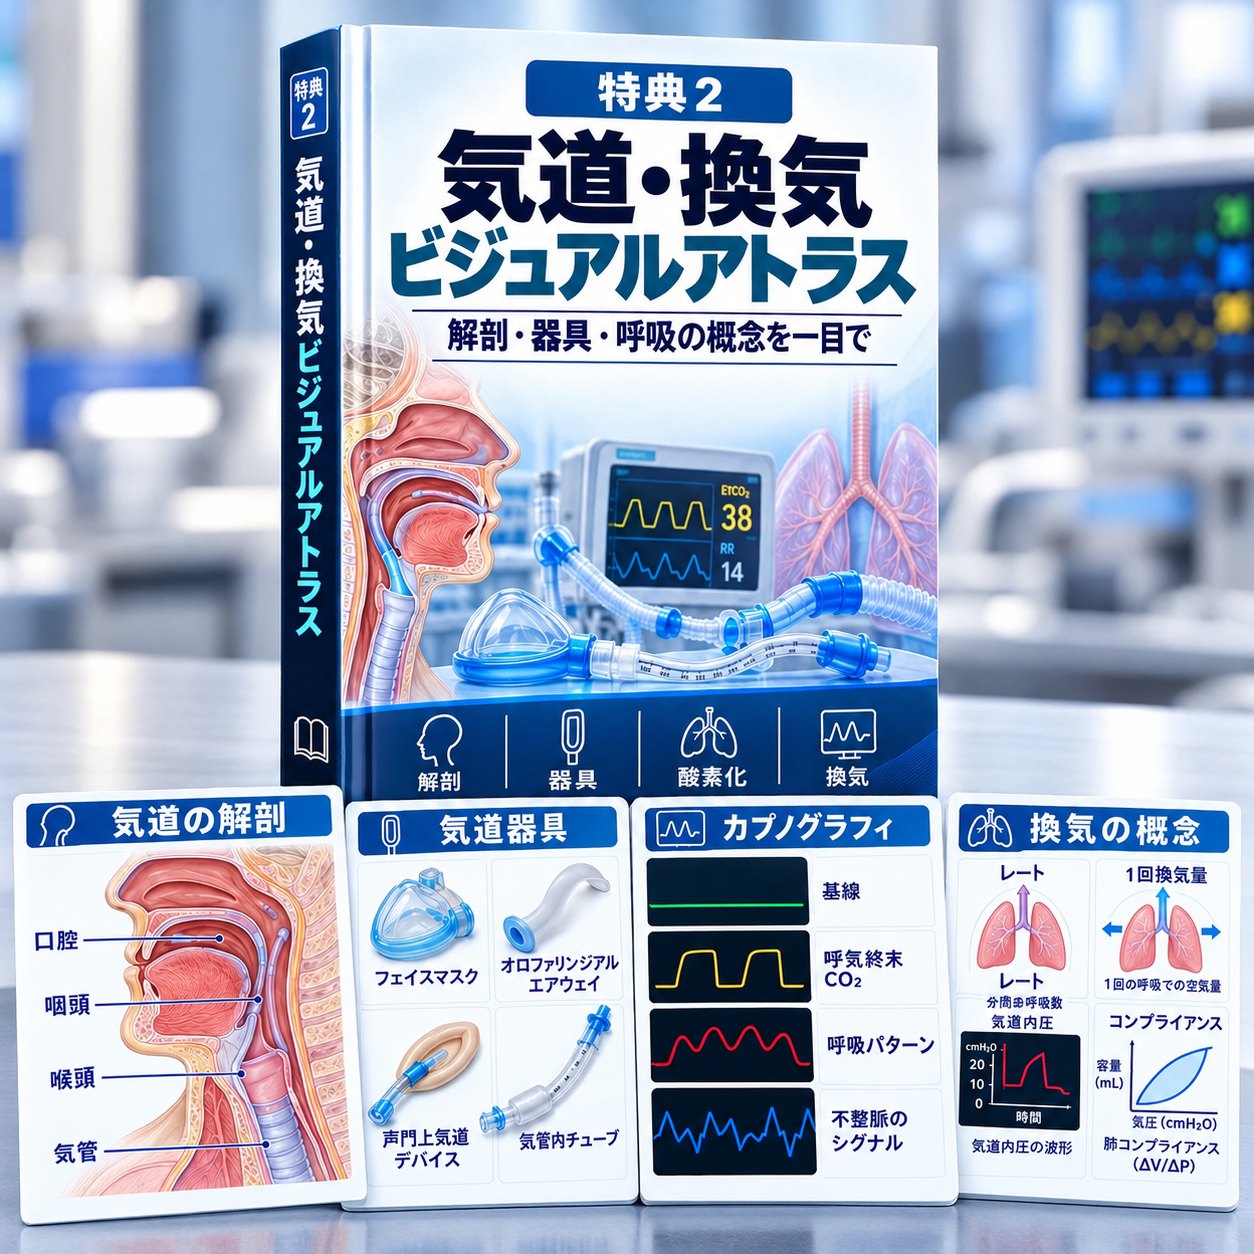 特典2
気道・換気
ビジュアルアトラス
解剖・器具・呼吸の概念を一目で
特典
2
気道・換気ビジュアルアトラス
ETCO₂
38
RR
14
解剖
器具
酸素化
換気
気道の解剖
口腔
咽頭
喉頭
気管
気道器具
フェイスマスク
オロファリンジアル
エアウェイ
声門上気道
デバイス
気管内チューブ
カプノグラフィ
基線
呼気終末
CO₂
呼吸パターン
不整脈の
シグナル
換気の概念
レート
レート
呼吸数
1回換気量
1回の呼吸での空気量
気道内圧
cmH₂O
20
10
0
時間
気道内圧の波形
コンプライアンス
容量
(mL)
気圧 (cmH₂O)
肺コンプライアンス
(ΔV/ΔP)